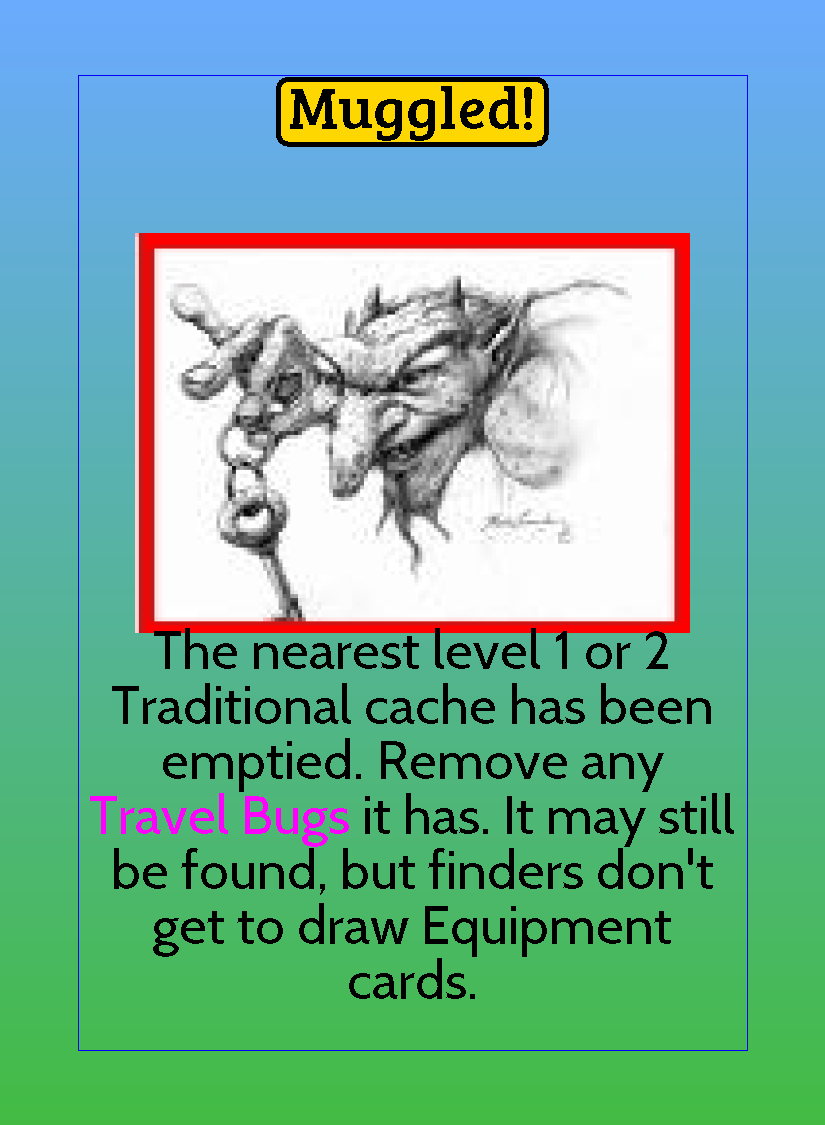 Muggled!
The nearest level 1 or 2
Traditional cache has been
emptied. Remove any
Travel Bugs it has. It may still
be found, but finders don't
get to draw Equipment
cards.